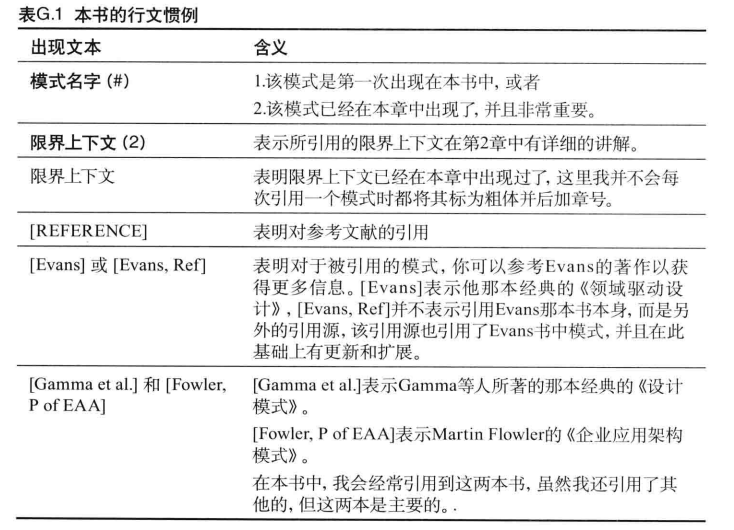 表G.1 本书的行文惯例
出现文本 含义
模式名字 (#) 1.该模式是第一次出现在本书中, 或者
2.该模式已经在本章中出现了, 并且非常重要。
限界上下文 (2) 表示所引用的限界上下文在第2章中有详细的讲解。
限界上下文 表明限界上下文已经在本章中出现过了, 这里我并不会每
次引用一个模式时都将其标为粗体并后加章号。
[REFERENCE] 表明对参考文献的引用
[Evans] 或 [Evans, Ref] 表明对于被引用的模式, 你可以参考Evans的著作以获
得更多信息。[Evans]表示他那本经典的《领域驱动设
计》, [Evans, Ref]并不表示引用Evans那本书本身, 而是另
外的引用源, 该引用源也引用了Evans书中模式, 并且在此
基础上有更新和扩展。
[Gamma et al.] 和 [Fowler, [Gamma et al.]表示Gamma等人所著的那本经典的《设计
P of EAA] 模式》。
[Fowler, P of EAA]表示Martin Flowler的《企业应用架构
模式》。
在本书中, 我会经常引用到这两本书, 虽然我还引用了其
他的, 但这两本是主要的。.